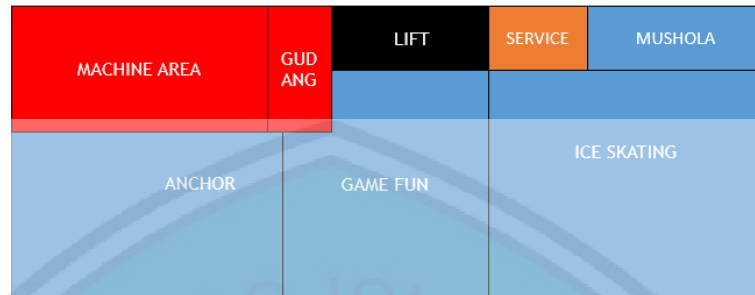 MACHINE AREA
GUD
ANG
LIFT
SERVICE
MUSHOLA
ANCHOR
GAME FUN
ICE SKATING